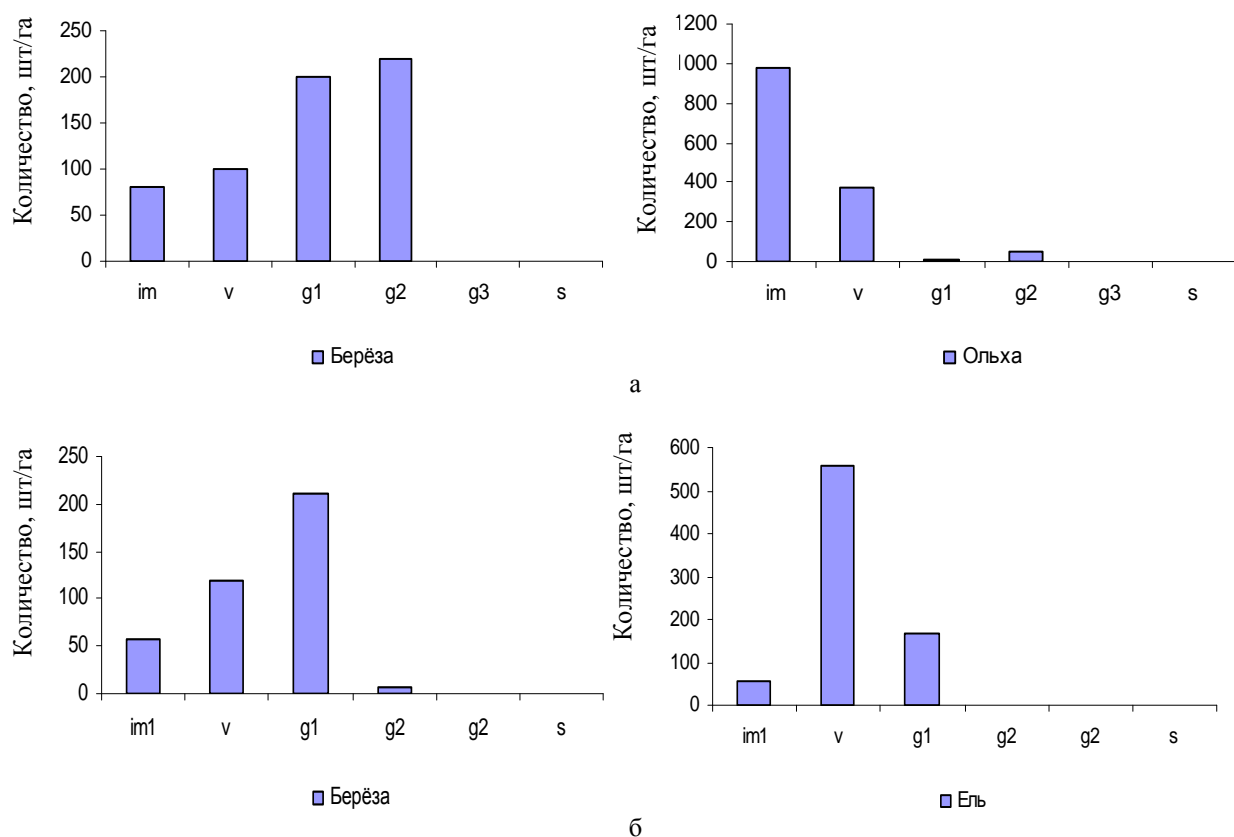 Количество, шт/га
250
200
150
100
50
0
im v g1 g2 g3 s
Берёза
Количество, шт/га
1200
1000
800
600
400
200
0
im v g1 g2 g3 s
Ольха
а
Количество, шт/га
250
200
150
100
50
0
im1 v g1 g2 g2 s
Берёза
Количество, шт/га
600
500
400
300
200
100
0
im1 v g1 g2 g2 s
Ель
б